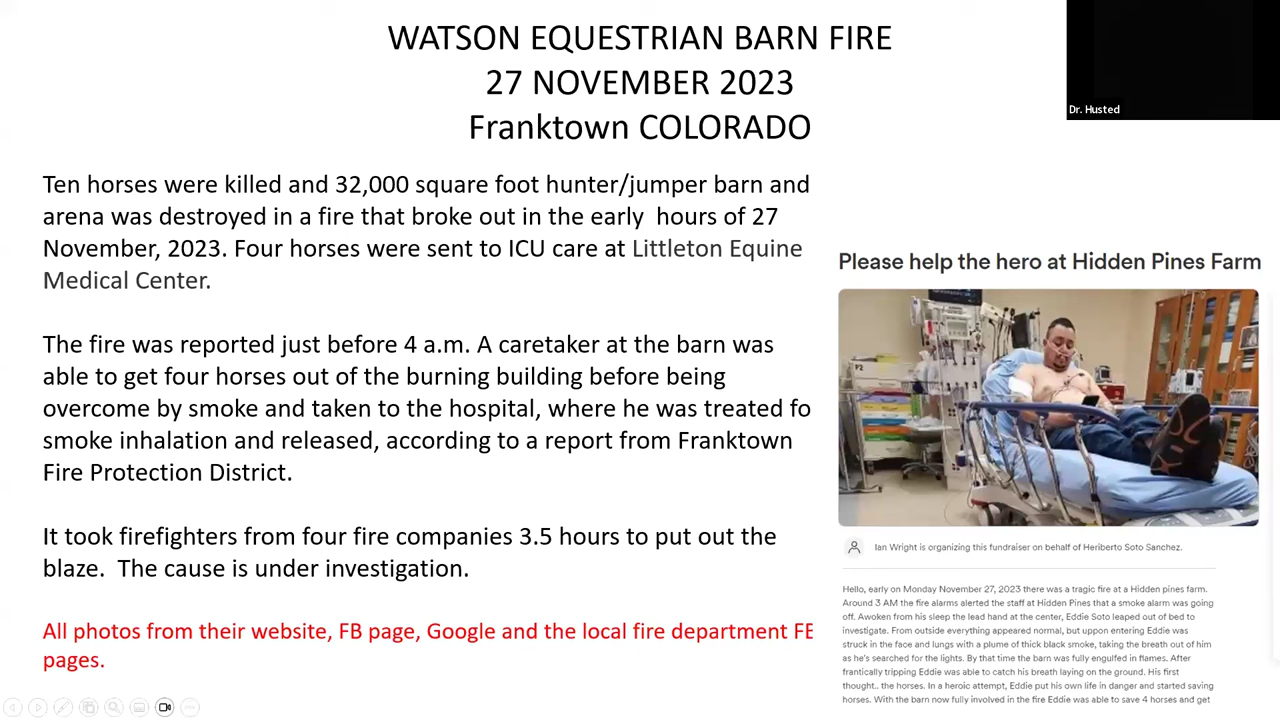 WATSON EQUESTRIAN BARN FIRE
27 NOVEMBER 2023
Franktown COLORADO
Dr. Husted
Ten horses were killed and 32,000 square foot hunter/jumper barn and
arena was destroyed in a fire that broke out in the early hours of 27
November, 2023. Four horses were sent to ICU care at Littleton Equine
Medical Center.
The fire was reported just before 4 a.m. A caretaker at the barn was
able to get four horses out of the burning building before being
overcome by smoke and taken to the hospital, where he was treated fo
smoke inhalation and released, according to a report from Franktown
Fire Protection District.
It took firefighters from four fire companies 3.5 hours to put out the
blaze. The cause is under investigation.
All photos from their website, FB page, Google and the local fire department FB
pages.
Please help the hero at Hidden Pines Farm
Ian Wright is organizing this fundraiser on behalf of Heriberto Soto Sanchez.
Hello, early on Monday November 27, 2023 there was a tragic fire at a Hidden pines farm.
Around 3 AM the fire alarms alerted the staff at Hidden Pines that a smoke alarm was going
off. Awoken from his sleep the lead hand at the center, Eddie Soto leaped out of bed to
investigate. From outside everything appeared normal, but uppon entering Eddie was
struck in the face and lungs with a plume of thick black smoke, taking the breath out of him
as he's searched for the lights. By that time the barn was fully engulfed in flames. After
frantically tripping Eddie was able to catch his breath laying on the ground. His first
thought.. the horses. In a heroic attempt, Eddie put his own life in danger and started saving
horses. With the barn now fully involved in the fire Eddie was able to save 4 horses and get